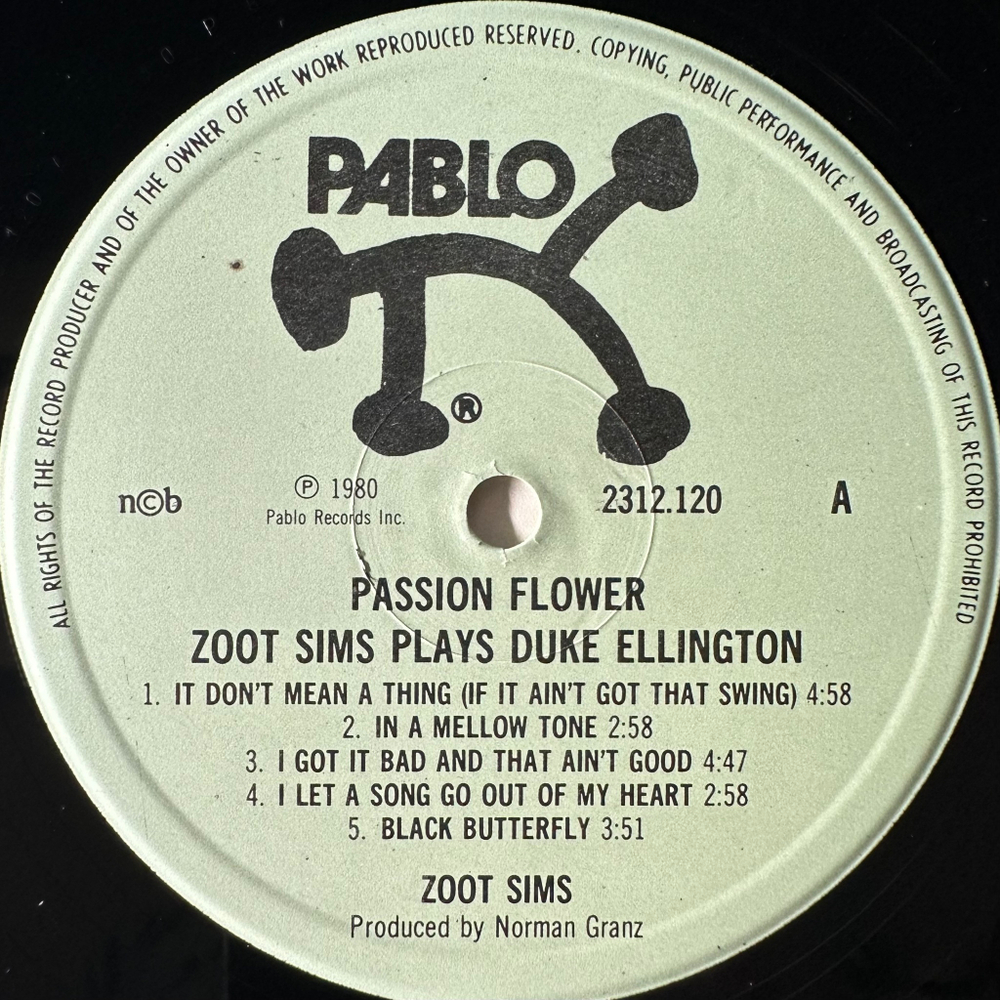 ALL RIGHTS OF THE RECORD PRODUCER AND OF THE OWNER OF THE WORK REPRODUCED RESERVED. COPYING, PUBLIC PERFORMANCE AND BROADCASTING OF THIS RECORD PROHIBITED
PABLO
®
n©b
℗ 1980
Pablo Records Inc.
2312.120
A
PASSION FLOWER
ZOOT SIMS PLAYS DUKE ELLINGTON
1. IT DON'T MEAN A THING (IF IT AIN'T GOT THAT SWING) 4:58
2. IN A MELLOW TONE 2:58
3. I GOT IT BAD AND THAT AIN'T GOOD 4:47
4. I LET A SONG GO OUT OF MY HEART 2:58
5. BLACK BUTTERFLY 3:51
ZOOT SIMS
Produced by Norman Granz